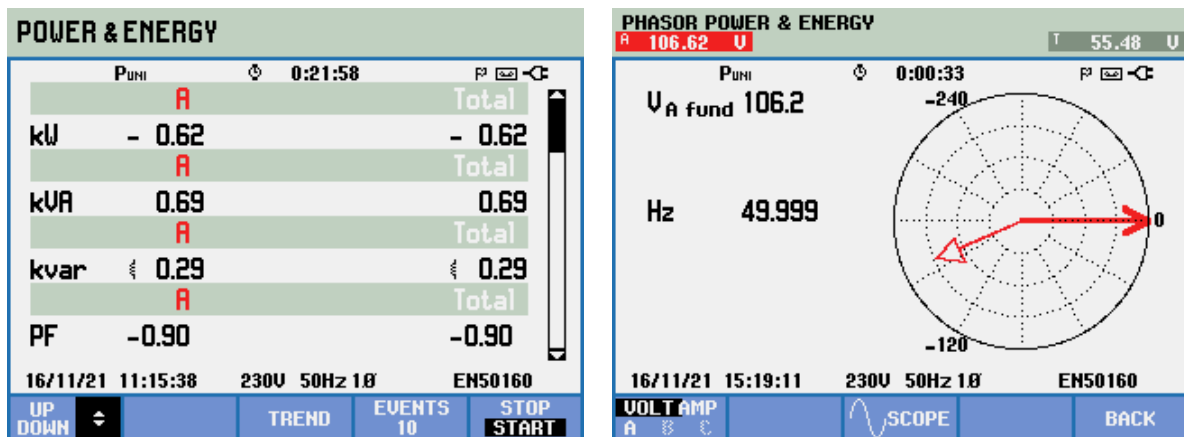 POWER & ENERGY
PUNI 0:21:58
A Total
kW - 0.62 - 0.62
A Total
kVA 0.69 0.69
A Total
kvar 0.29 0.29
A Total
PF -0.90 -0.90
16/11/21 11:15:38 230V 50Hz 1Ø EN50160
UP DOWN TREND EVENTS 10 STOP START
PHASOR POWER & ENERGY
A 106.62 V T 55.48 V
PUNI 0:00:33
VA fund 106.2
-240
Hz 49.999
0
-120
16/11/21 15:19:11 230V 50Hz 1Ø EN50160
VOLT AMP
A B C SCOPE BACK